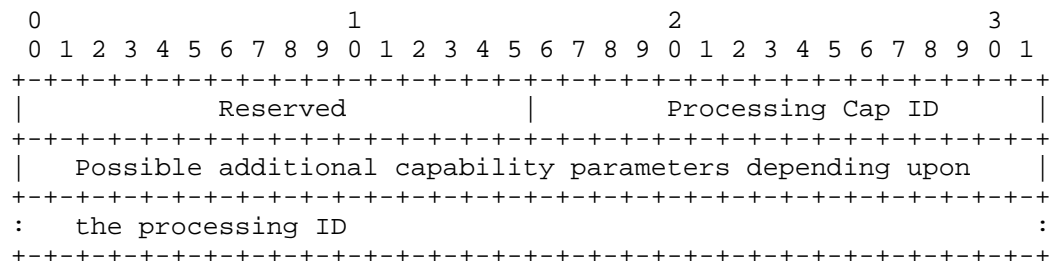 0                   1                   2                   3
 0 1 2 3 4 5 6 7 8 9 0 1 2 3 4 5 6 7 8 9 0 1 2 3 4 5 6 7 8 9 0 1
+-+-+-+-+-+-+-+-+-+-+-+-+-+-+-+-+-+-+-+-+-+-+-+-+-+-+-+-+-+-+-+-+
|            Reserved           |        Processing Cap ID      |
+-+-+-+-+-+-+-+-+-+-+-+-+-+-+-+-+-+-+-+-+-+-+-+-+-+-+-+-+-+-+-+-+
|   Possible additional capability parameters depending upon    |
+-+-+-+-+-+-+-+-+-+-+-+-+-+-+-+-+-+-+-+-+-+-+-+-+-+-+-+-+-+-+-+-+
:   the processing ID                                           :
+-+-+-+-+-+-+-+-+-+-+-+-+-+-+-+-+-+-+-+-+-+-+-+-+-+-+-+-+-+-+-+-+